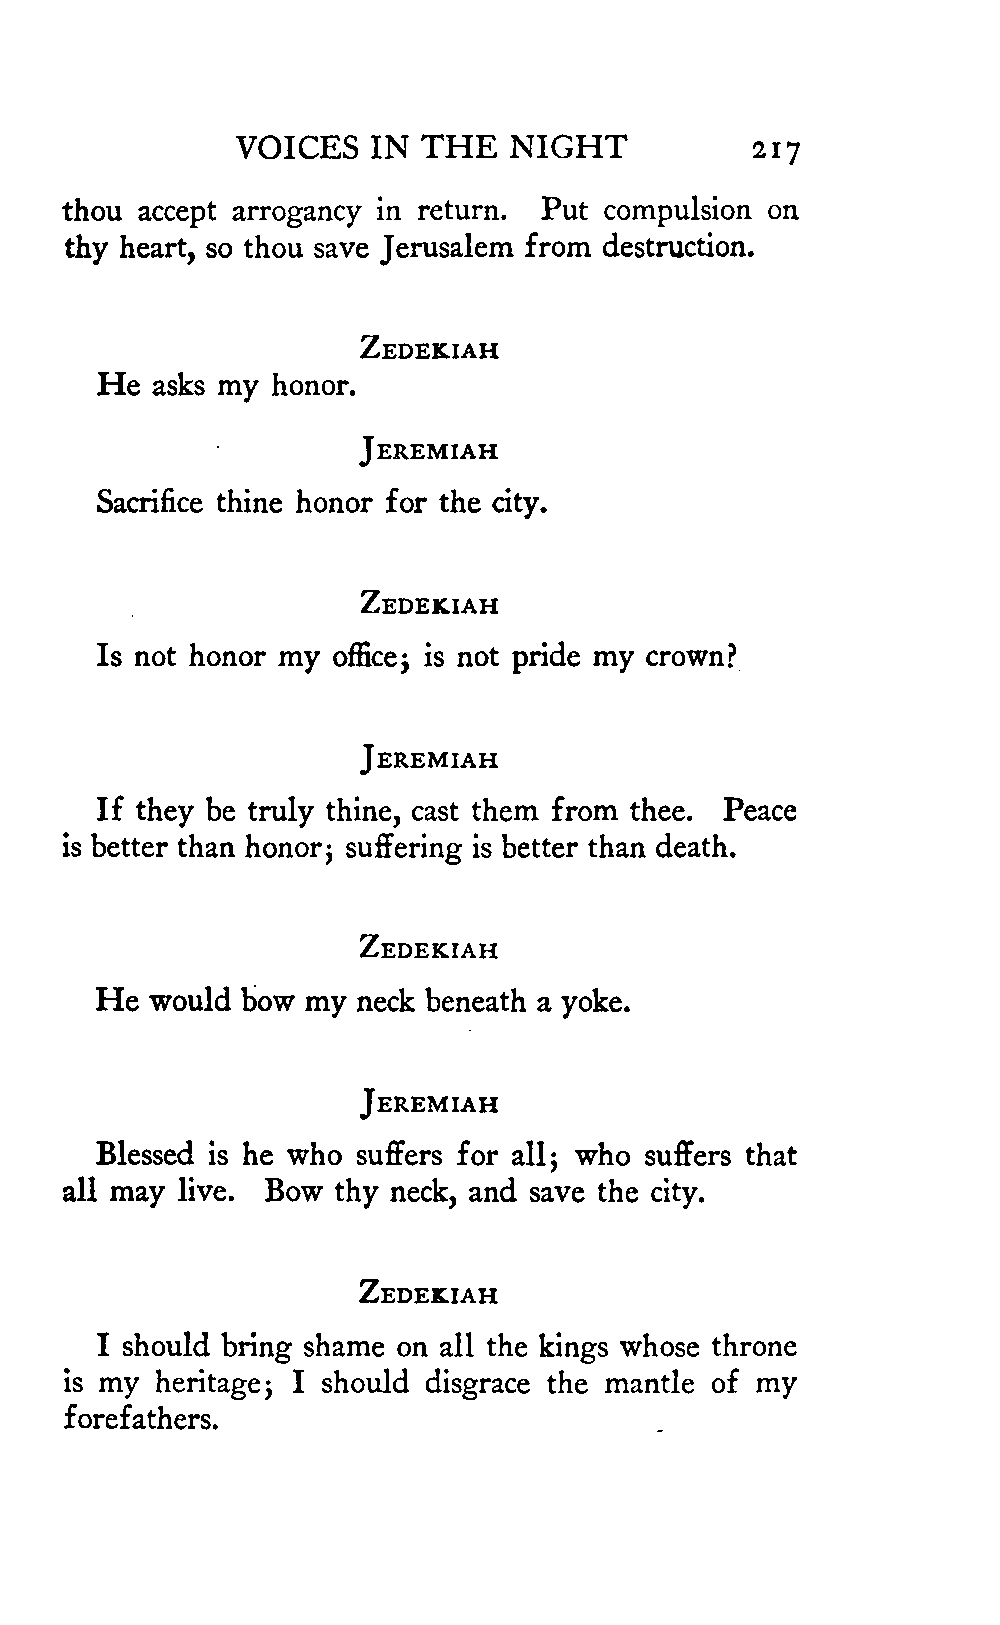 VOICES IN THE NIGHT 217
thou accept arrogancy in return. Put compulsion on
thy heart, so thou save Jerusalem from destruction.
ZEDEKIAH
He asks my honor.
JEREMIAH
Sacrifice thine honor for the city.
ZEDEKIAH
Is not honor my office; is not pride my crown?
JEREMIAH
If they be truly thine, cast them from thee. Peace
is better than honor; suffering is better than death.
ZEDEKIAH
He would bow my neck beneath a yoke.
JEREMIAH
Blessed is he who suffers for all; who suffers that
all may live. Bow thy neck, and save the city.
ZEDEKIAH
I should bring shame on all the kings whose throne
is my heritage; I should disgrace the mantle of my
forefathers.